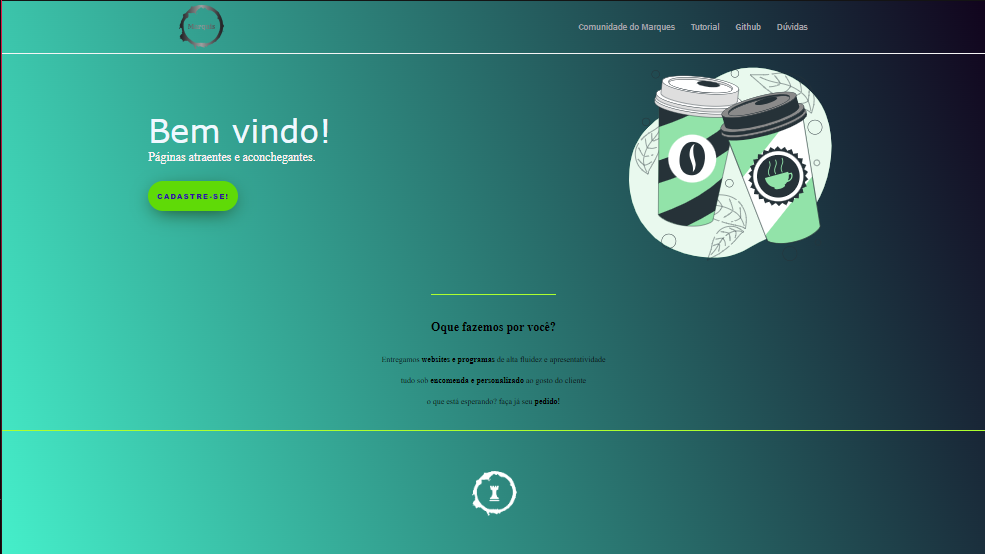 Comunidade do Marques Tutorial Github Dúvidas
Bem vindo!
Páginas atraentes e aconchegantes.
CADASTRE-SE!
Oque fazemos por você?
Entregamos websites e programas de alta fluidez e apresentatividade
tudo sob encomenda e personalizado ao gosto do cliente
o que está esperando? faça já seu pedido!